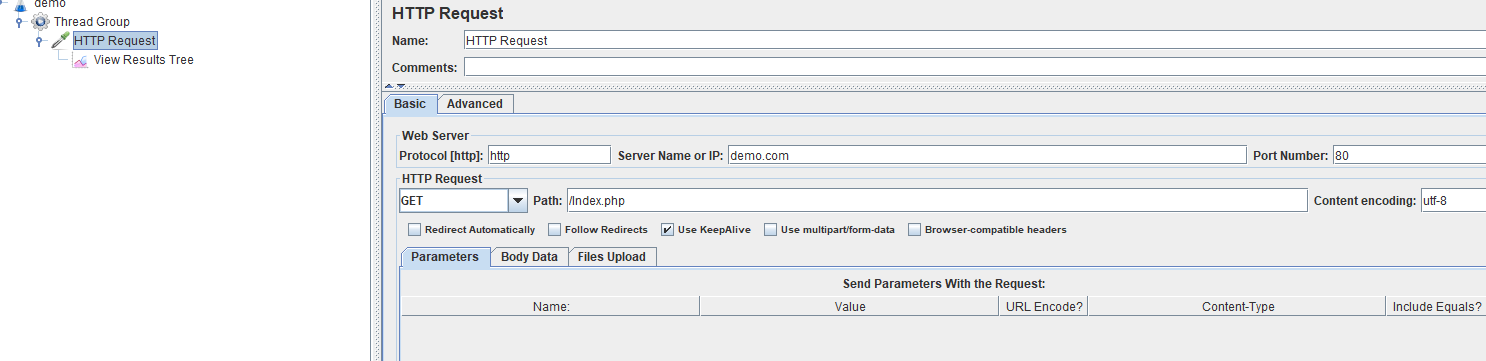 demo
Thread Group
HTTP Request
View Results Tree
HTTP Request
Name: HTTP Request
Comments:
Basic Advanced
Web Server
Protocol [http]: http Server Name or IP: demo.com Port Number: 80
HTTP Request
GET Path: /Index.php Content encoding: utf-8
Redirect Automatically Follow Redirects Use KeepAlive Use multipart/form-data Browser-compatible headers
Parameters Body Data Files Upload
Send Parameters With the Request:
Name: Value URL Encode? Content-Type Include Equals?